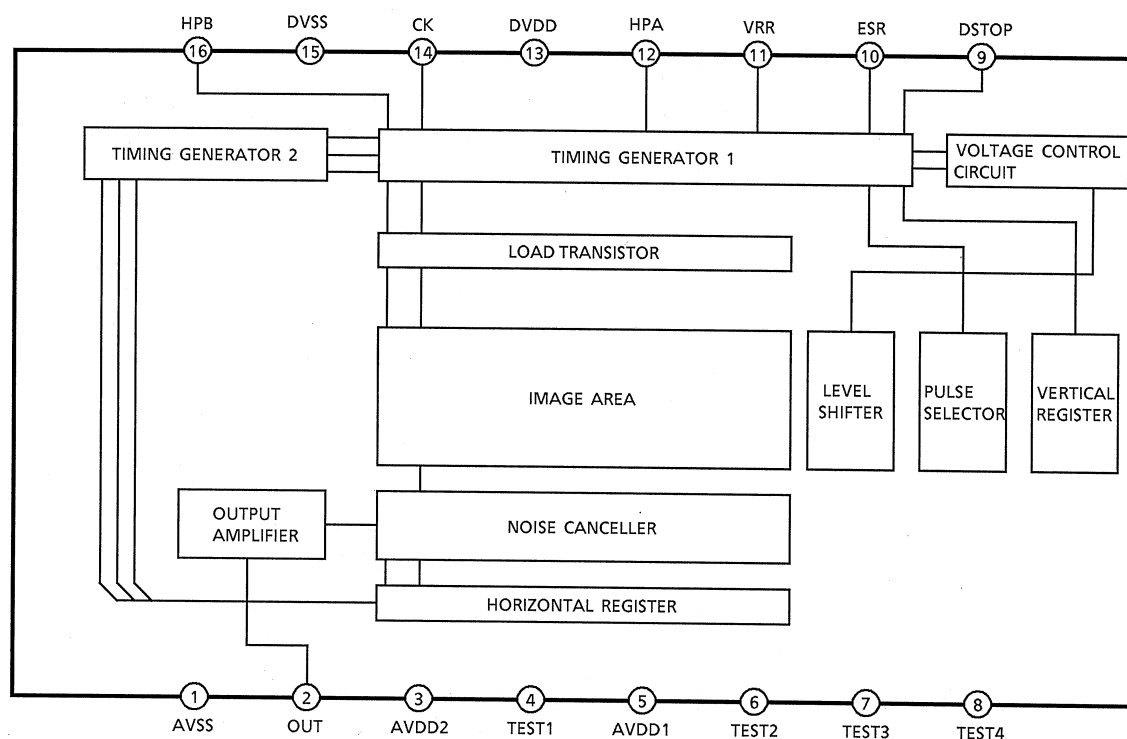 HPB DVSS CK DVDD HPA VRR ESR DSTOP
16 15 14 13 12 11 10 9
TIMING GENERATOR 2
TIMING GENERATOR 1
VOLTAGE CONTROL
CIRCUIT
LOAD TRANSISTOR
IMAGE AREA
LEVEL
SHIFTER
PULSE
SELECTOR
VERTICAL
REGISTER
OUTPUT
AMPLIFIER
NOISE CANCELLER
HORIZONTAL REGISTER
1 2 3 4 5 6 7 8
AVSS OUT AVDD2 TEST1 AVDD1 TEST2 TEST3 TEST4